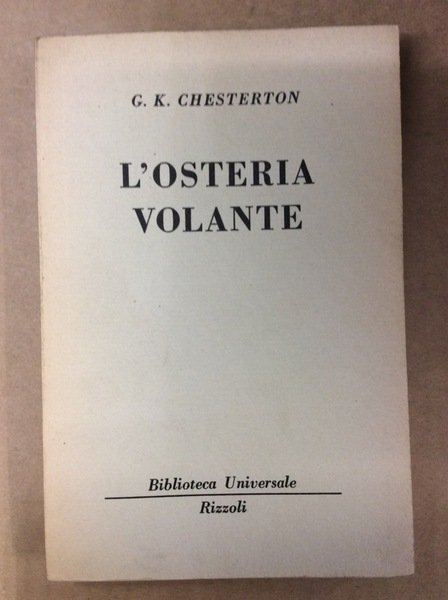 G. K. CHESTERTON
L'OSTERIA
VOLANTE
Biblioteca Universale
Rizzoli